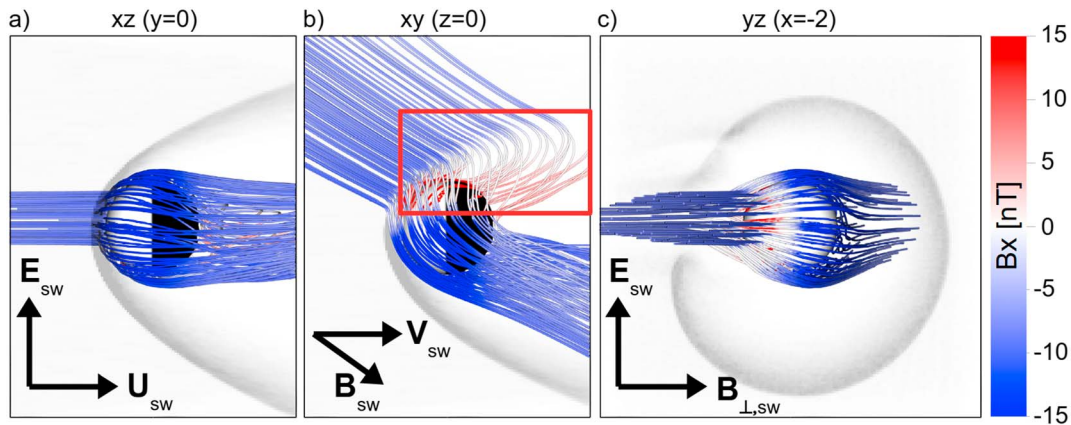 a) xz (y=0)
b) xy (z=0)
c) yz (x=-2)
E sw
U sw
V sw
B sw
E sw
B ⊥,sw
15
10
5
0
-5
-10
-15
Bx [nT]